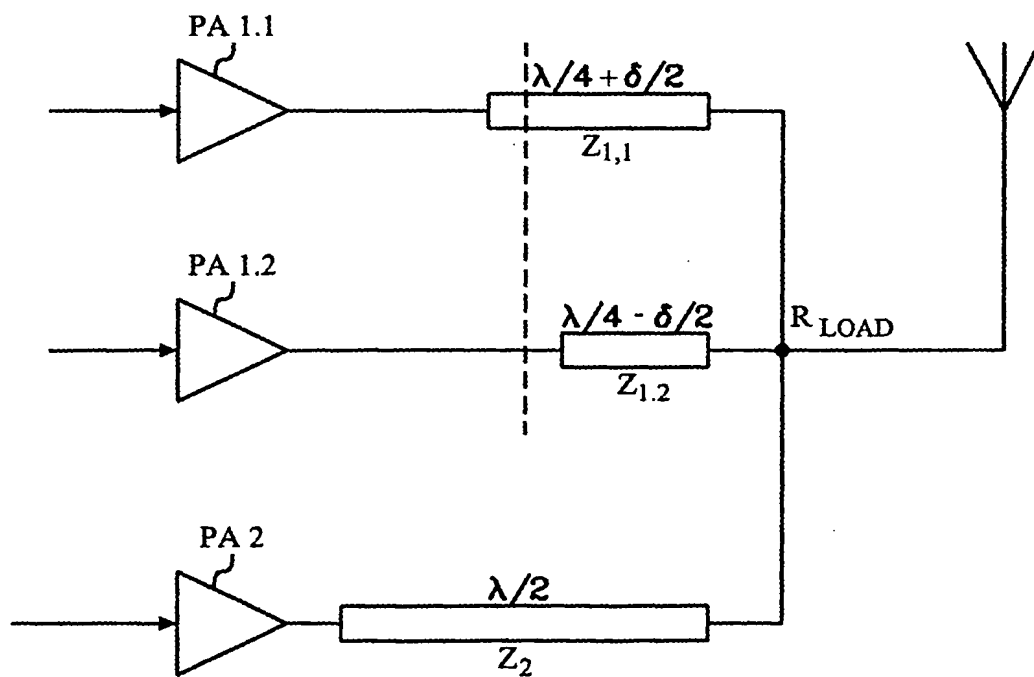 PA 1.1
λ/4 + δ/2
Z1,1
PA 1.2
λ/4 - δ/2
Z1.2
R LOAD
PA 2
λ/2
Z2